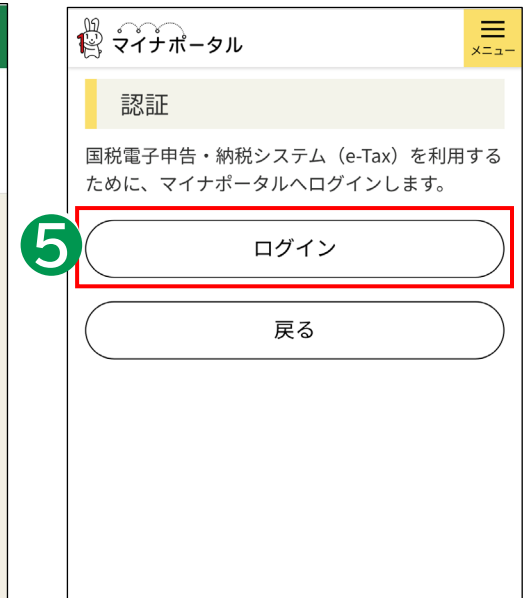 マイナポータル
メニュー
認証
国税電子申告・納税システム（e-Tax）を利用する
ために、マイナポータルへログインします。
5
ログイン
戻る